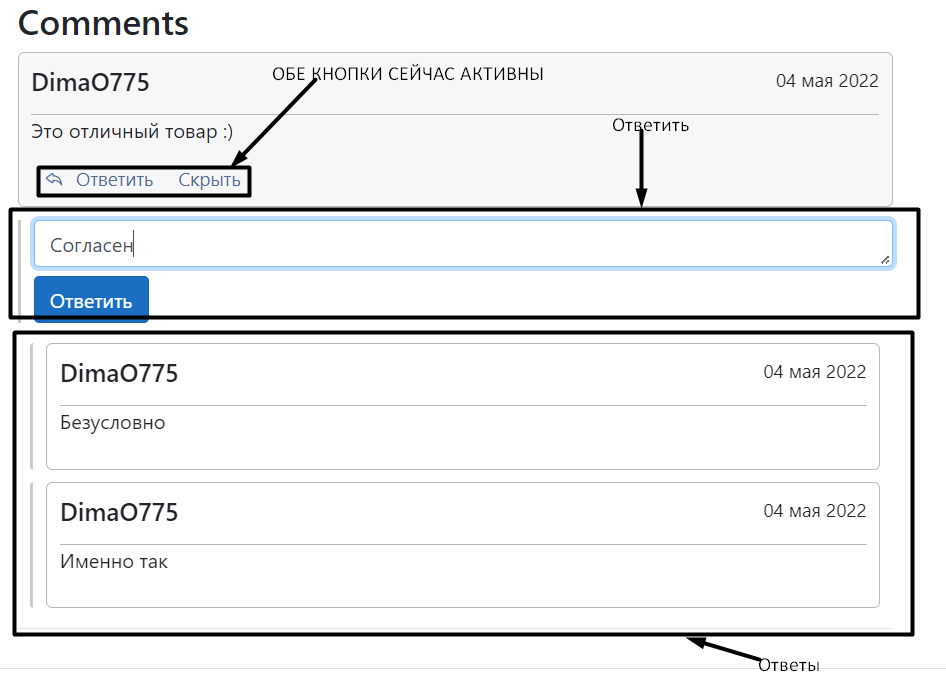 Comments
DimaO775
ОБЕ КНОПКИ СЕЙЧАС АКТИВНЫ
04 мая 2022
Это отличный товар :)
Ответить
Ответить Скрыть
Согласен
Ответить
DimaO775
04 мая 2022
Безусловно
DimaO775
04 мая 2022
Именно так
Ответы